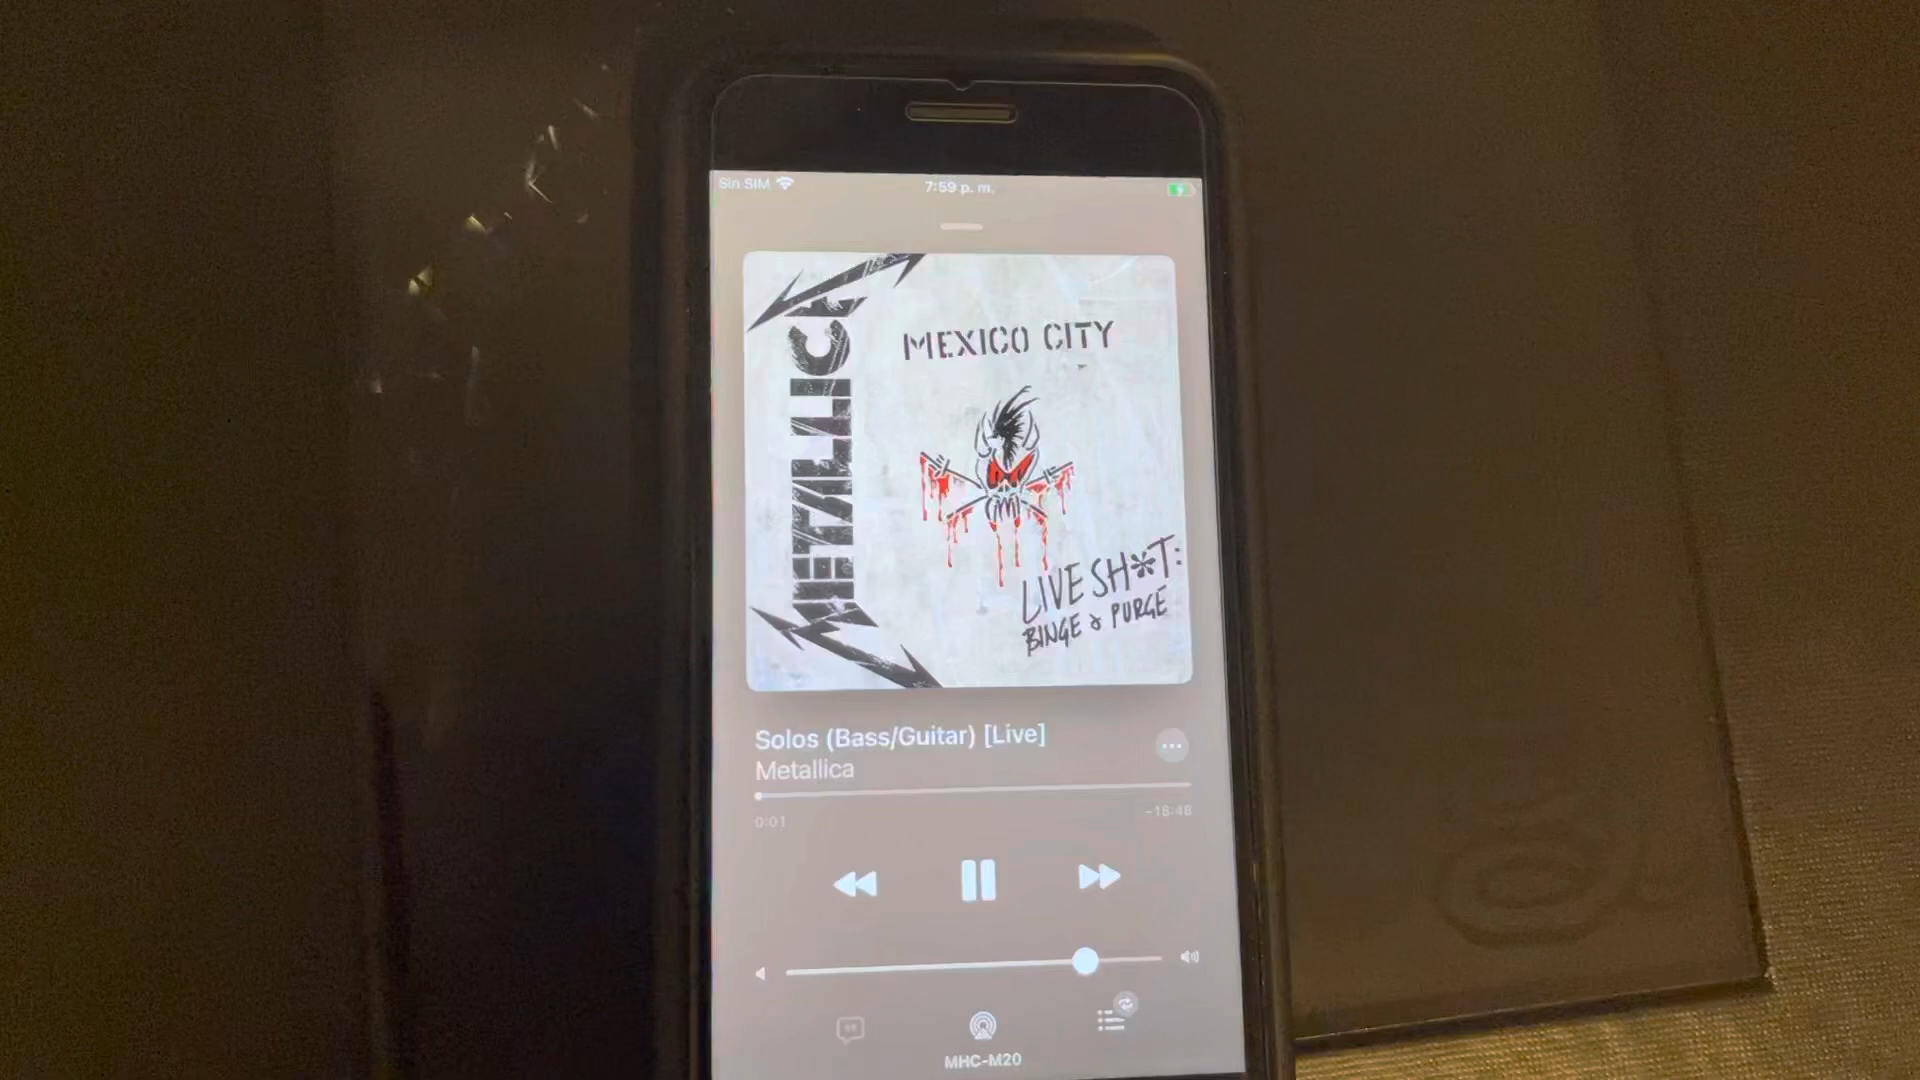 Sin SIM
7:59 p. m.
METALLICA
MEXICO CITY
LIVE SH*T:
BINGE & PURGE
Solos (Bass/Guitar) [Live]
Metallica
0:01
-18:48
MHC-M20